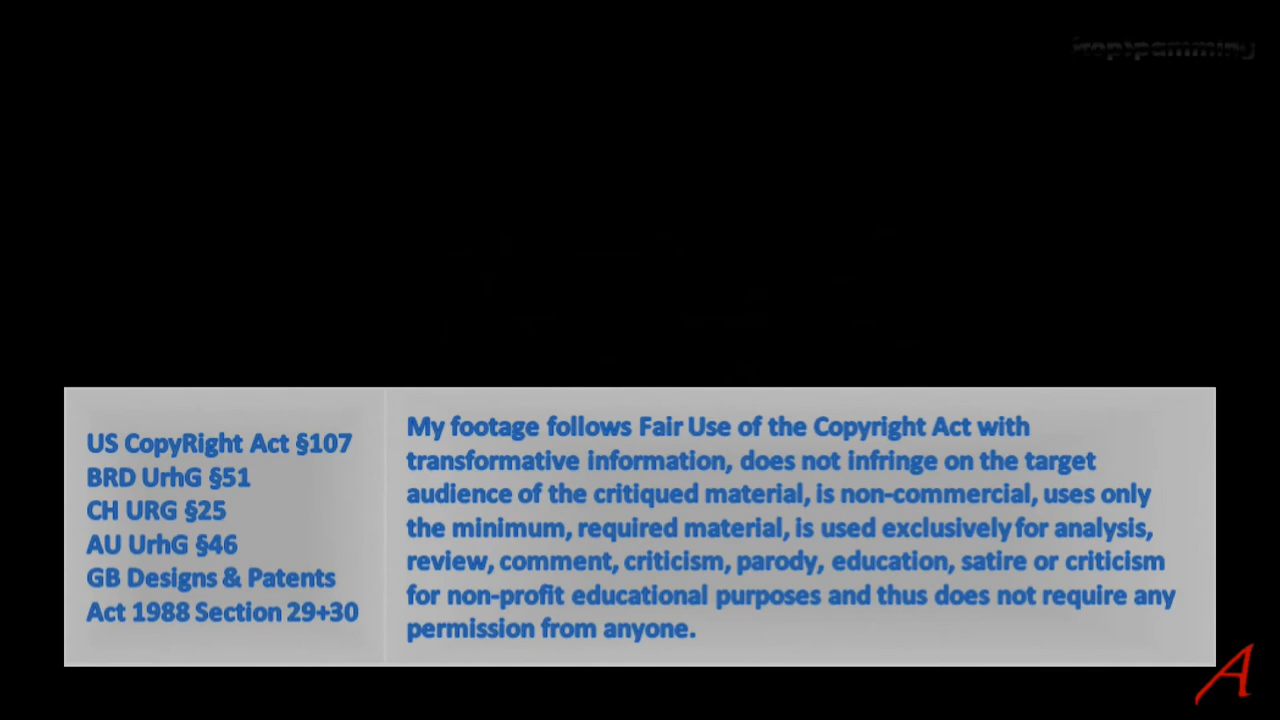 US CopyRight Act §107
BRD UrhG §51
CH URG §25
AU UrhG §46
GB Designs & Patents
Act 1988 Section 29+30
My footage follows Fair Use of the Copyright Act with
transformative information, does not infringe on the target
audience of the critiqued material, is non-commercial, uses only
the minimum, required material, is used exclusively for analysis,
review, comment, criticism, parody, education, satire or criticism
for non-profit educational purposes and thus does not require any
permission from anyone.
A